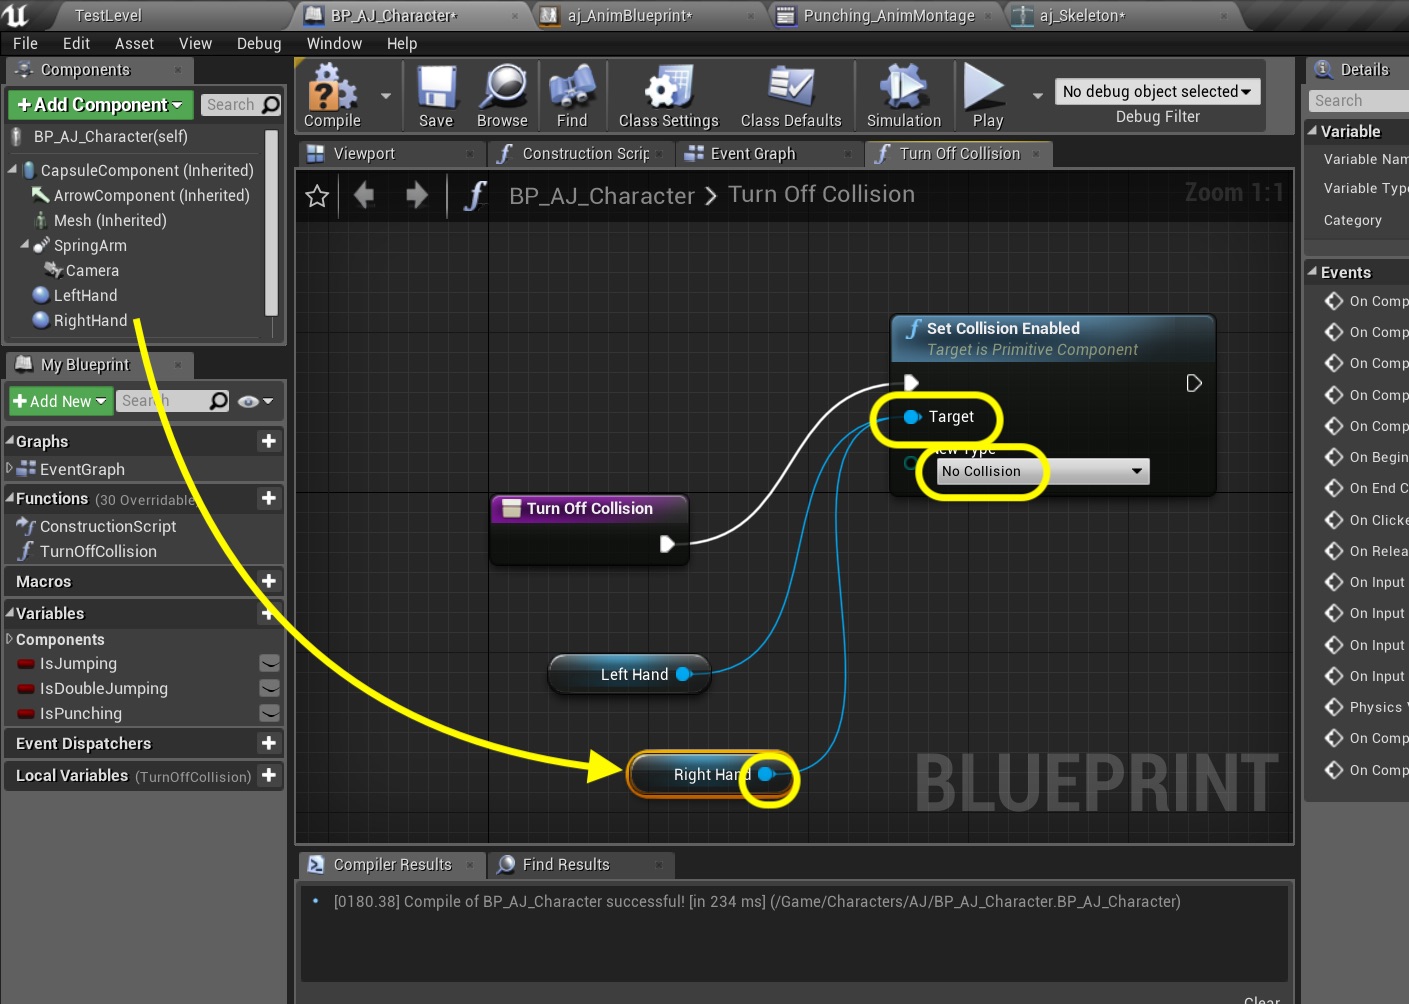 TestLevel
BP_AJ_Character*
aj_AnimBlueprint*
Punching_AnimMontage
aj_Skeleton*
File Edit Asset View Debug Window Help
Components
+Add Component
Search
BP_AJ_Character(self)
CapsuleComponent (Inherited)
ArrowComponent (Inherited)
Mesh (Inherited)
SpringArm
Camera
LeftHand
RightHand
My Blueprint
+Add New
Search
Graphs
EventGraph
Functions (30 Overridable
ConstructionScript
TurnOffCollision
Macros
Variables
Components
IsJumping
IsDoubleJumping
IsPunching
Event Dispatchers
Local Variables (TurnOffCollision)
Compile
Save
Browse
Find
Class Settings
Class Defaults
Simulation
Play
No debug object selected
Debug Filter
Viewport
Construction Scrip
Event Graph
Turn Off Collision
BP_AJ_Character > Turn Off Collision
Zoom 1:1
Set Collision Enabled
Target is Primitive Component
Target
New Type
No Collision
Turn Off Collision
Left Hand
Right Hand
BLUEPRINT
Compiler Results
Find Results
[0180.38] Compile of BP_AJ_Character successful! [in 234 ms] (/Game/Characters/AJ/BP_AJ_Character.BP_AJ_Character)
Clear
Details
Search
Variable
Variable Nam
Variable Type
Category
Events
On Comp
On Comp
On Comp
On Comp
On Comp
On Begin
On End C
On Clicke
On Relea
On Input
On Input
On Input
On Input
Physics V
On Comp
On Comp